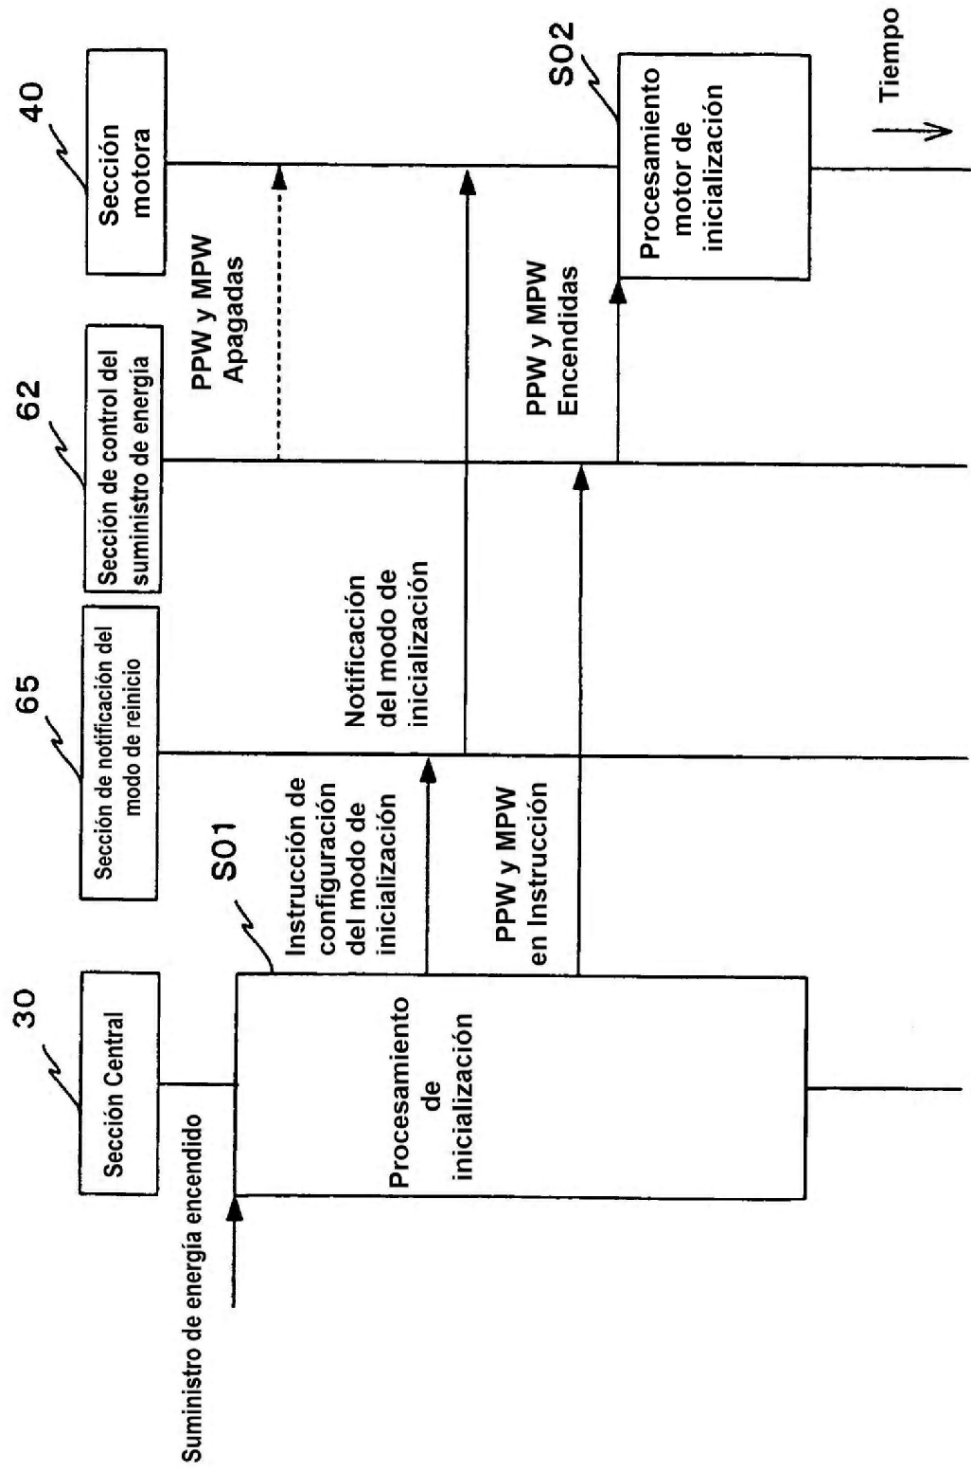 30
65
62
40
Sección Central
Sección de notificación del
modo de reinicio
Sección de control del
suministro de energía
Sección
motora
Suministro de energía encendido
S01
PPW y MPW
Apagadas
Instrucción de
configuración
del modo de
inicialización
Notificación
del modo de
inicialización
Procesamiento
de
inicialización
PPW y MPW
en Instrucción
PPW y MPW
Encendidas
S02
Procesamiento
motor de
inicialización
Tiempo